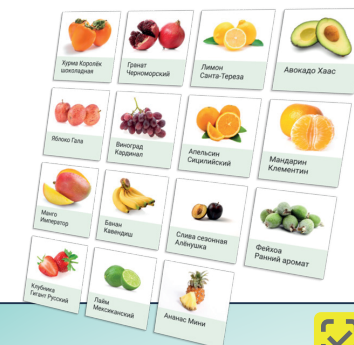 Хурма Королёк
шоколадная
Гранат
Черноморский
Лимон
Санта-Тереза
Авокадо Хаас
Яблоко Гала
Виноград
Кардинал
Апельсин
Сицилийский
Мандарин
Клементин
Манго
Император
Банан
Кавендиш
Слива сезонная
Алёнушка
Фейхоа
Ранний аромат
Клубника
Гигант Русский
Лайм
Мексиканский
Ананас Мини